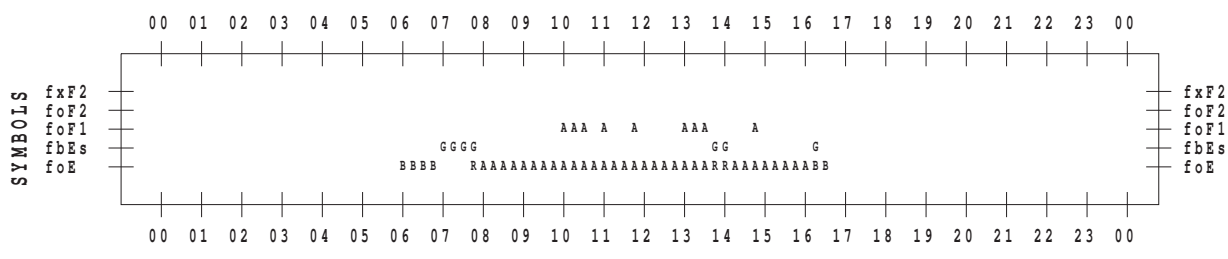 00 01 02 03 04 05 06 07 08 09 10 11 12 13 14 15 16 17 18 19 20 21 22 23 00
SYMBOLS
fxF2 fxF2
foF2 foF2
foF1 AAA A A AAA A foF1
fbEs GGGG GG G fbEs
foE BBBB RAAAAAAAAAAAAAAAAAAAAAAARRAAAAAAAABB foE
00 01 02 03 04 05 06 07 08 09 10 11 12 13 14 15 16 17 18 19 20 21 22 23 00